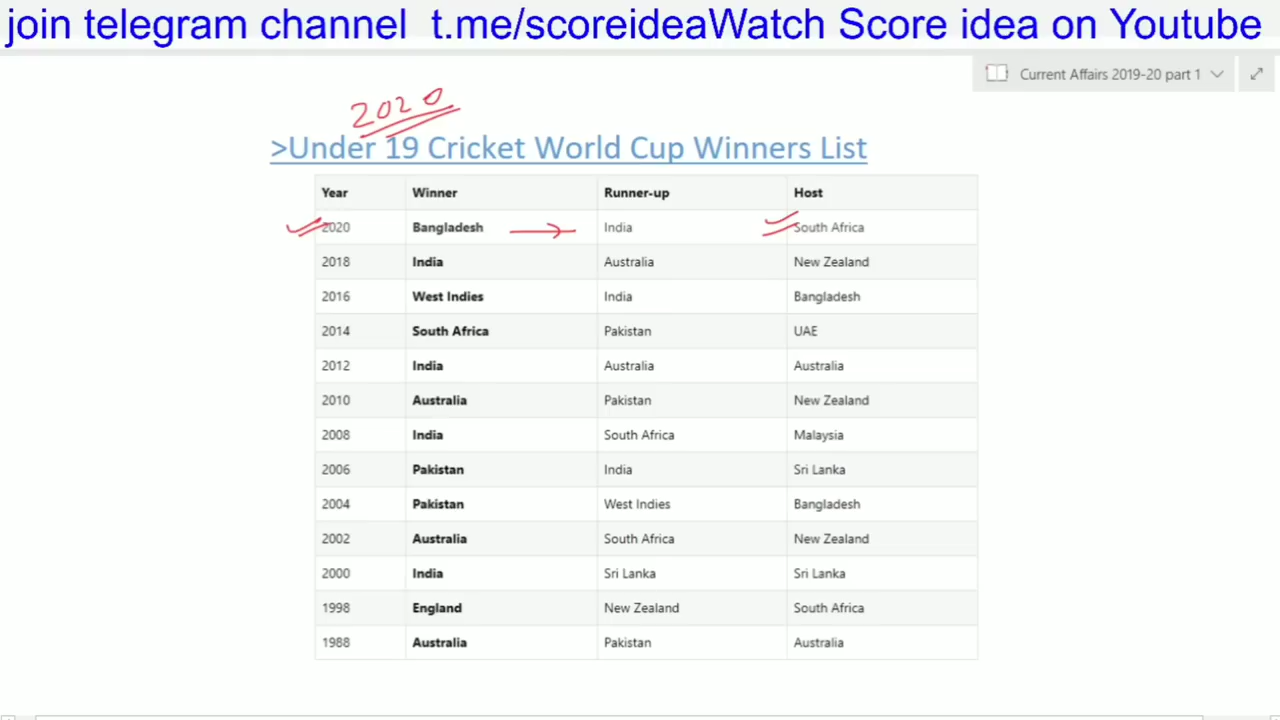 join telegram channel  t.me/scoreideaWatch Score idea on Youtube
Current Affairs 2019-20 part 1
2020
>Under 19 Cricket World Cup Winners List
Year Winner Runner-up Host
2020 Bangladesh India South Africa
2018 India Australia New Zealand
2016 West Indies India Bangladesh
2014 South Africa Pakistan UAE
2012 India Australia Australia
2010 Australia Pakistan New Zealand
2008 India South Africa Malaysia
2006 Pakistan India Sri Lanka
2004 Pakistan West Indies Bangladesh
2002 Australia South Africa New Zealand
2000 India Sri Lanka Sri Lanka
1998 England New Zealand South Africa
1988 Australia Pakistan Australia